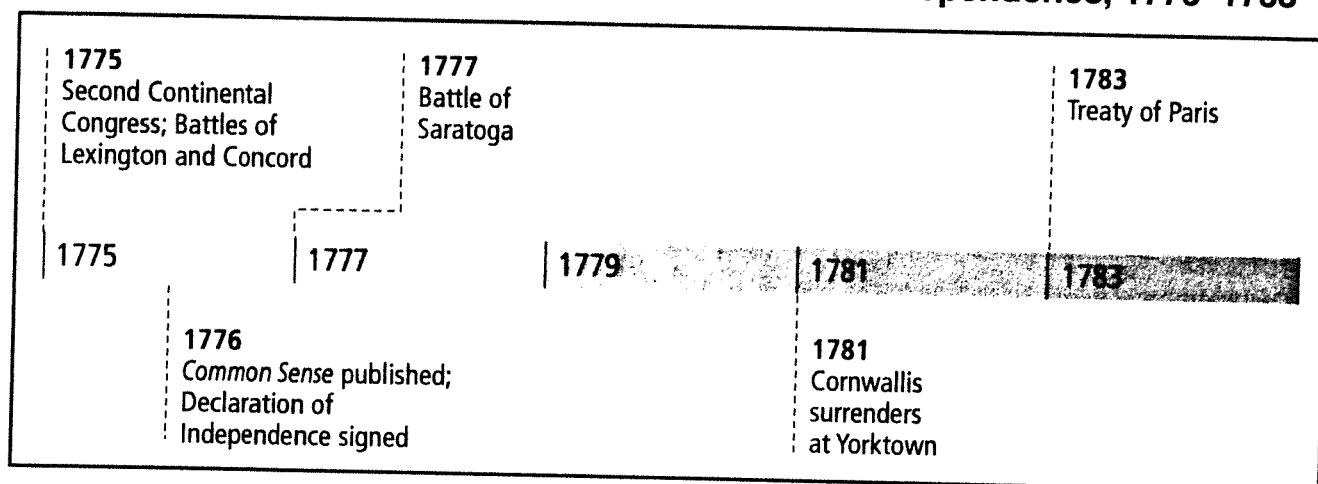 1775
Second Continental
Congress; Battles of
Lexington and Concord
1777
Battle of
Saratoga
1783
Treaty of Paris
1775
1777
1779
1781
1783
1776
Common Sense published;
Declaration of
Independence signed
1781
Cornwallis
surrenders
at Yorktown